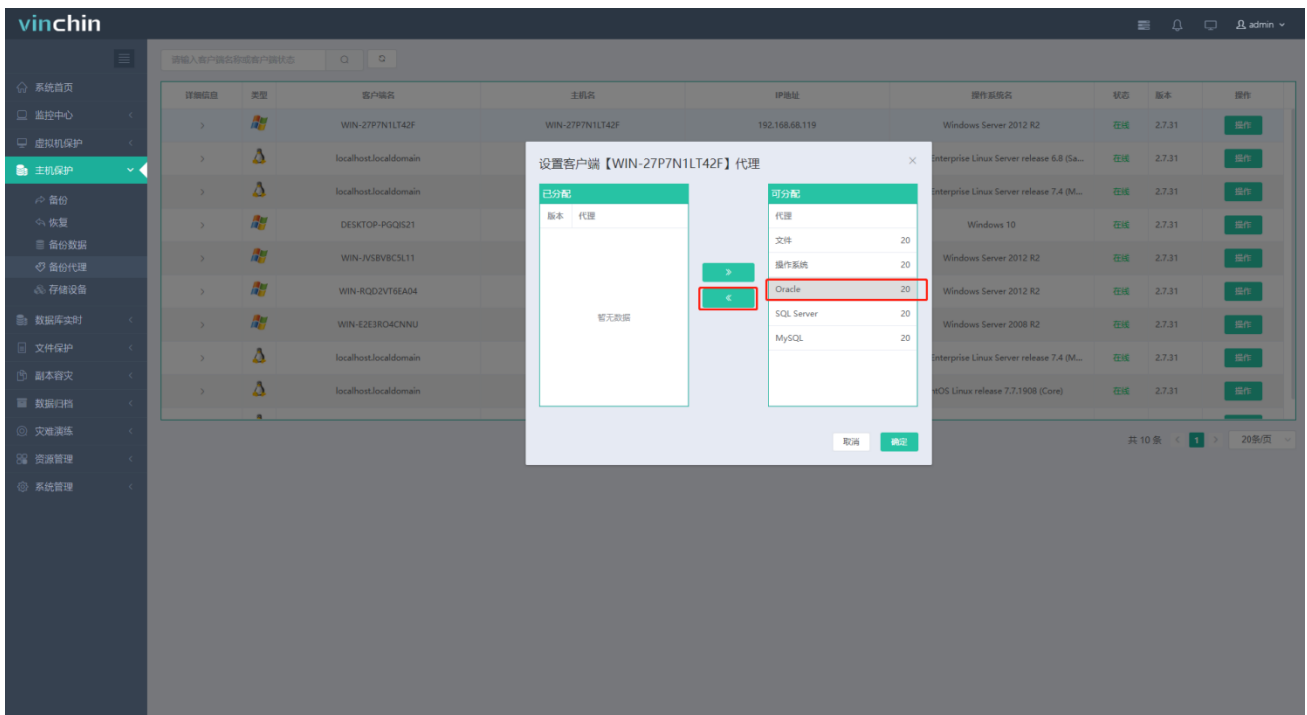 vinchin
admin
请输入客户端名称或客户端状态
系统首页
监控中心
虚拟机保护
主机保护
备份
恢复
备份数据
备份代理
存储设备
数据库实时
文件保护
副本容灾
数据归档
灾难演练
资源管理
系统管理
详细信息 类型 客户端名 主机名 IP地址 操作系统名 状态 版本 操作
WIN-27P7N1LT42F WIN-27P7N1LT42F 192.168.68.119 Windows Server 2012 R2 在线 2.7.31 操作
localhost.localdomain Enterprise Linux Server release 6.8 (Sa... 在线 2.7.31 操作
localhost.localdomain Enterprise Linux Server release 7.4 (M... 在线 2.7.31 操作
DESKTOP-PGQIS21 Windows 10 在线 2.7.31 操作
WIN-JVSBVBC5L11 Windows Server 2012 R2 在线 2.7.31 操作
WIN-RQD2VT6EA04 Windows Server 2012 R2 在线 2.7.31 操作
WIN-E2E3RO4CNNU Windows Server 2008 R2 在线 2.7.31 操作
localhost.localdomain Enterprise Linux Server release 7.4 (M... 在线 2.7.31 操作
localhost.localdomain ntOS Linux release 7.7.1908 (Core) 在线 2.7.31 操作
共 10 条 1 20条/页
设置客户端【WIN-27P7N1LT42F】代理
已分配
版本 代理
暂无数据
可分配
代理
文件 20
操作系统 20
Oracle 20
SQL Server 20
MySQL 20
取消 确定